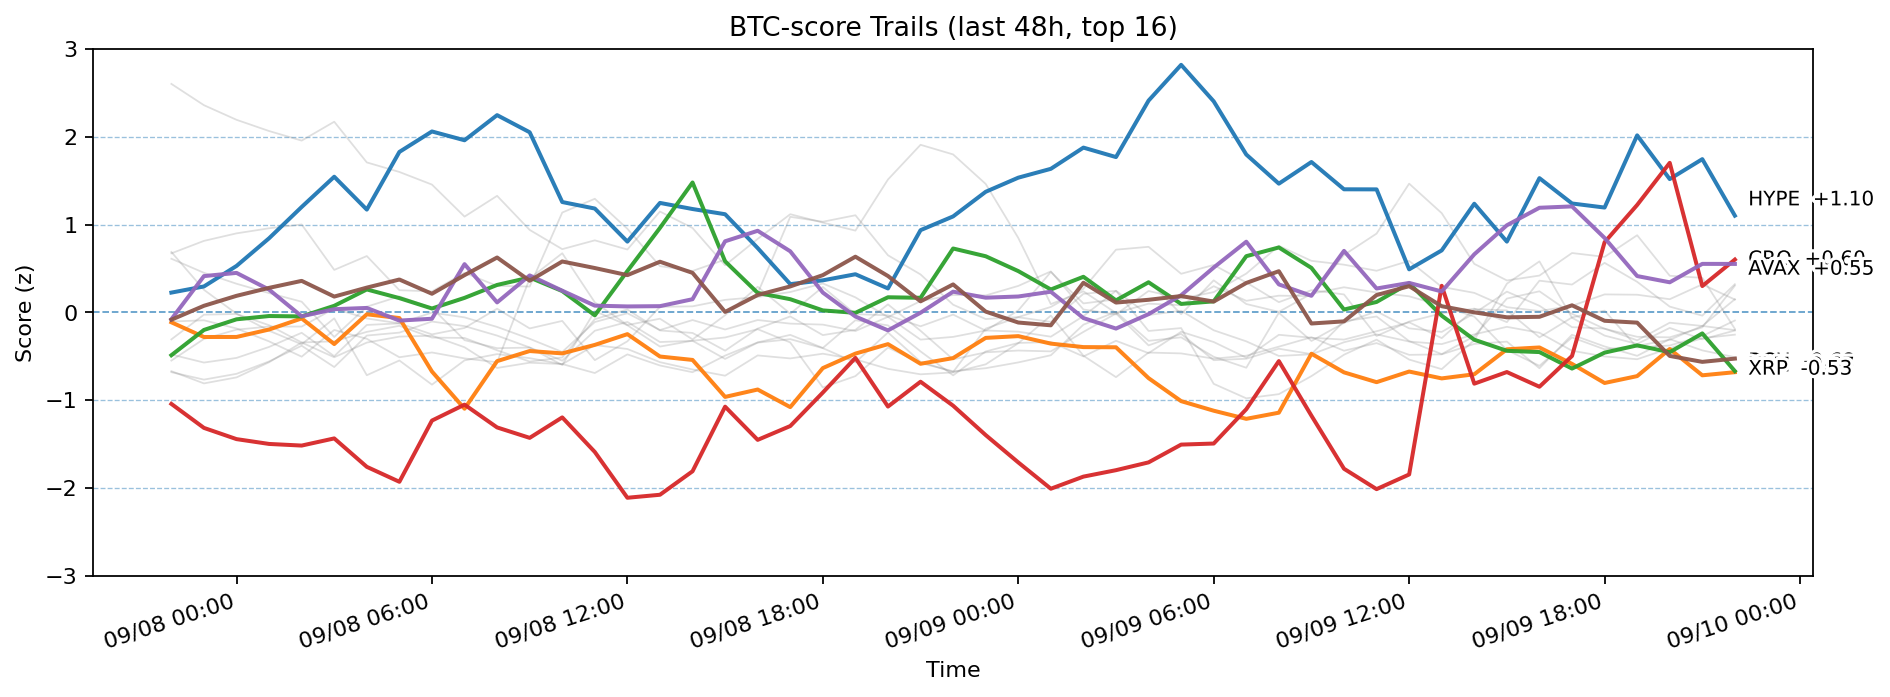 BTC-score Trails (last 48h, top 16)
Score (z)
3
2
1
0
−1
−2
−3
HYPE +1.10
CRO +0.60
AVAX +0.55
XRP -0.53
09/08 00:00
09/08 06:00
09/08 12:00
09/08 18:00
09/09 00:00
09/09 06:00
09/09 12:00
09/09 18:00
09/10 00:00
Time